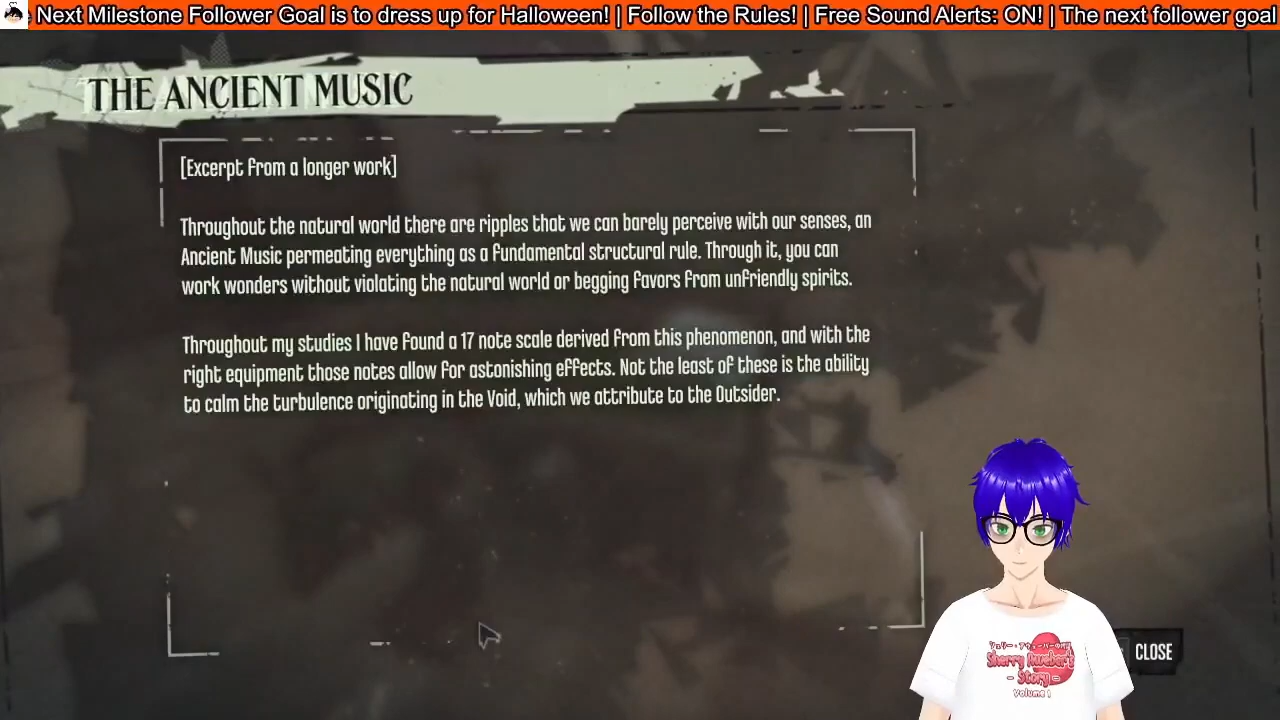 Next Milestone Follower Goal is to dress up for Halloween! | Follow the Rules! | Free Sound Alerts: ON! | The next follower goal
THE ANCIENT MUSIC
[Excerpt from a longer work]
Throughout the natural world there are ripples that we can barely perceive with our senses, an
Ancient Music permeating everything as a fundamental structural rule. Through it, you can
work wonders without violating the natural world or begging favors from unfriendly spirits.
Throughout my studies I have found a 17 note scale derived from this phenomenon, and with the
right equipment those notes allow for astonishing effects. Not the least of these is the ability
to calm the turbulence originating in the Void, which we attribute to the Outsider.
Sherry Aweber's
- Story -
Volume 1
CLOSE